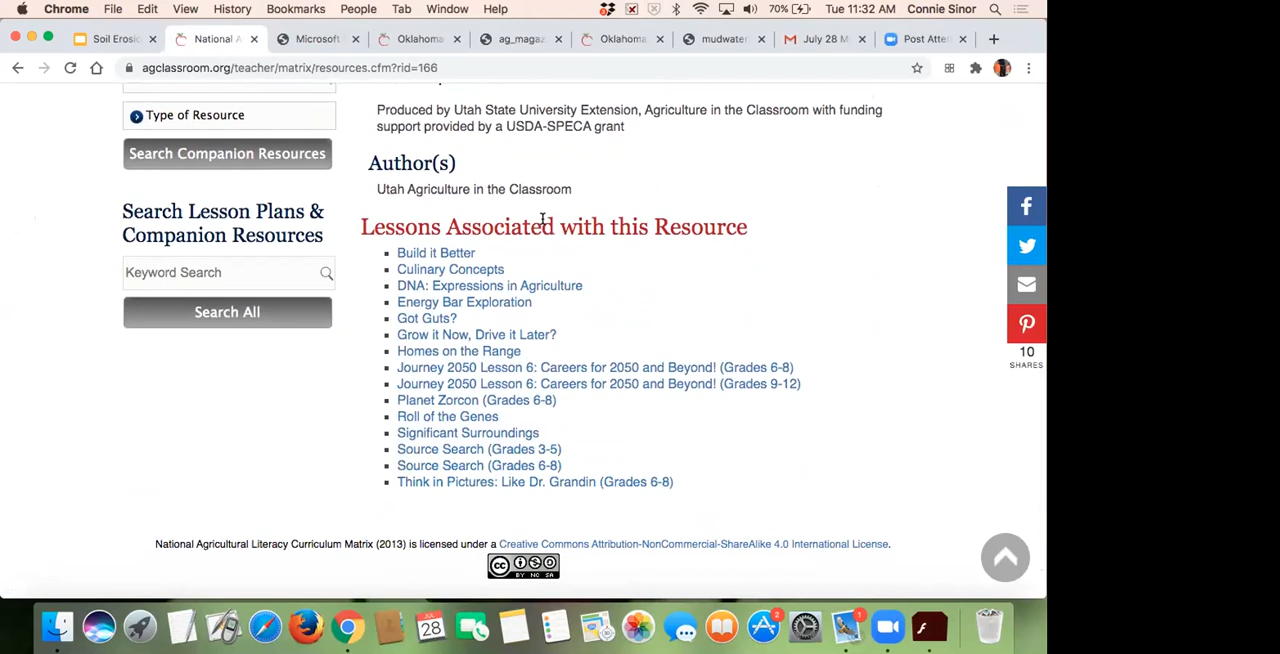 Chrome File Edit View History Bookmarks People Tab Window Help 70% Tue 11:32 AM Connie Sinor
Soil Erosi × National A × Microsoft × Oklahoma × ag_magaz × Oklahoma × mudwater × July 28 M × Post Atte × +
agclassroom.org/teacher/matrix/resources.cfm?rid=166
Type of Resource
Search Companion Resources
Search Lesson Plans &
Companion Resources
Keyword Search
Search All
Produced by Utah State University Extension, Agriculture in the Classroom with funding
support provided by a USDA-SPECA grant
Author(s)
Utah Agriculture in the Classroom
Lessons Associated with this Resource
Build it Better
Culinary Concepts
DNA: Expressions in Agriculture
Energy Bar Exploration
Got Guts?
Grow it Now, Drive it Later?
Homes on the Range
Journey 2050 Lesson 6: Careers for 2050 and Beyond! (Grades 6-8)
Journey 2050 Lesson 6: Careers for 2050 and Beyond! (Grades 9-12)
Planet Zorcon (Grades 6-8)
Roll of the Genes
Significant Surroundings
Source Search (Grades 3-5)
Source Search (Grades 6-8)
Think in Pictures: Like Dr. Grandin (Grades 6-8)
10
SHARES
National Agricultural Literacy Curriculum Matrix (2013) is licensed under a Creative Commons Attribution-NonCommercial-ShareAlike 4.0 International License.
cc
BY NC SA
JUL
28
2
1